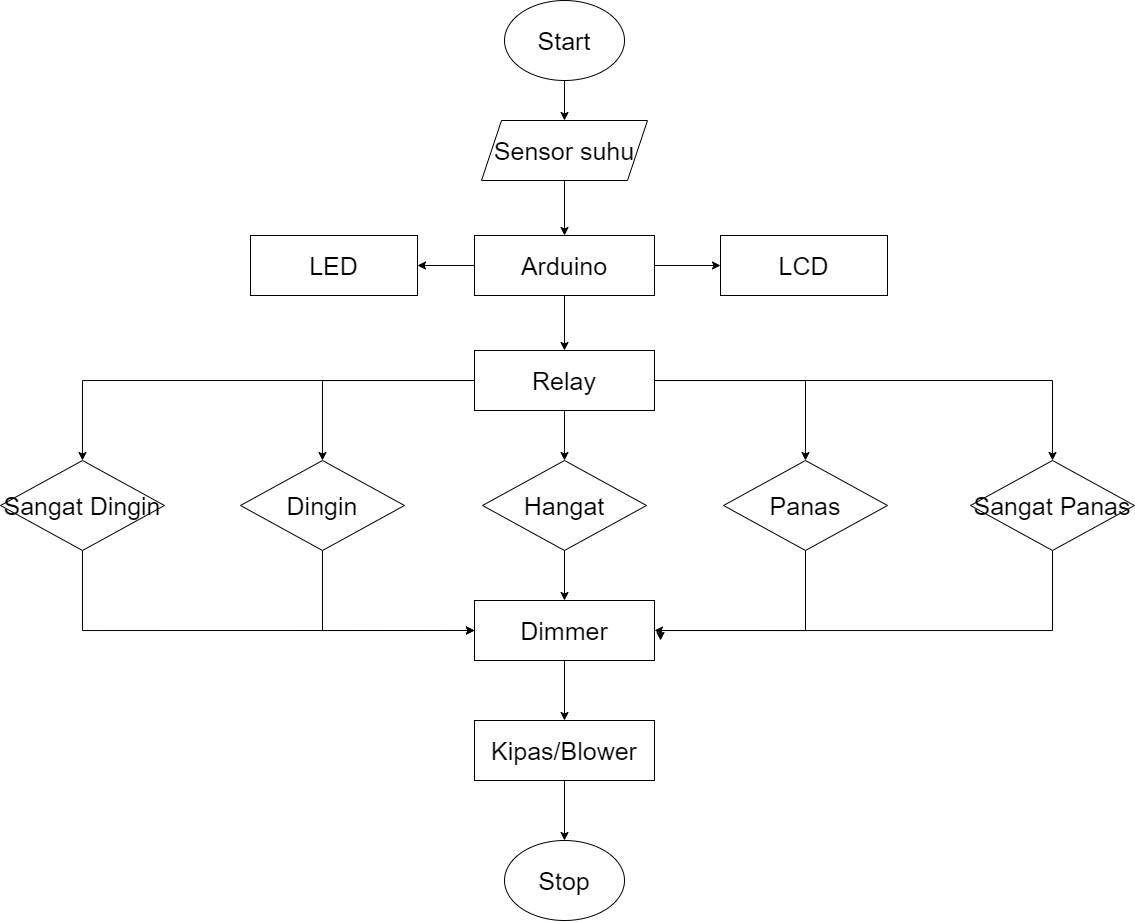 Start
Sensor suhu
LED
Arduino
LCD
Relay
Sangat Dingin
Dingin
Hangat
Panas
Sangat Panas
Dimmer
Kipas/Blower
Stop